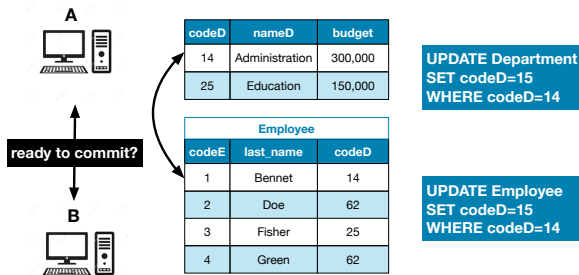 A
ready to commit?
B
codeD nameD budget
14 Administration 300,000
25 Education 150,000
Employee
codeE last_name codeD
1 Bennet 14
2 Doe 62
3 Fisher 25
4 Green 62
UPDATE Department
SET codeD=15
WHERE codeD=14
UPDATE Employee
SET codeD=15
WHERE codeD=14